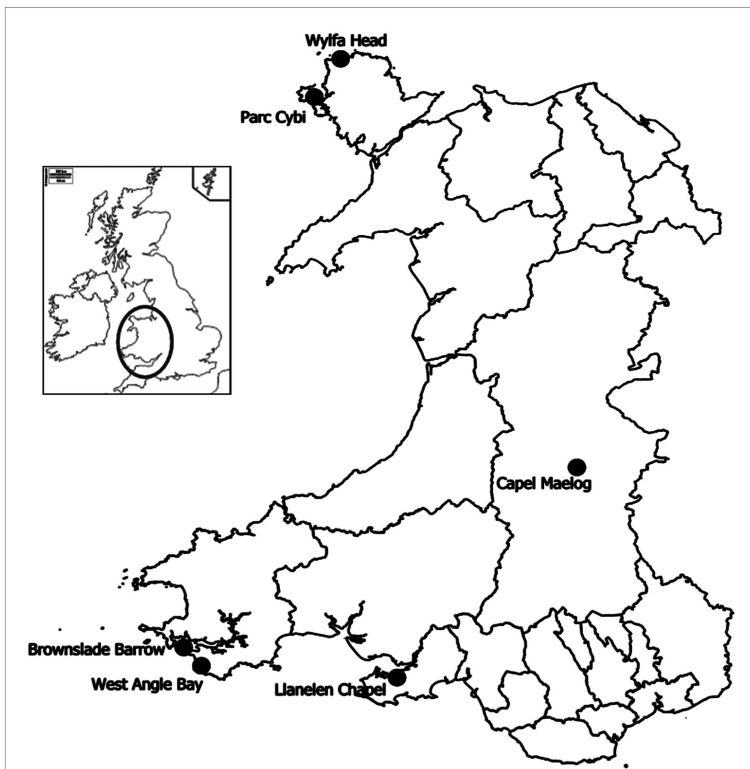 Wylfa Head
Parc Cybi
Capel Maelog
Brownslade Barrow
West Angle Bay
Llanelen Chapel